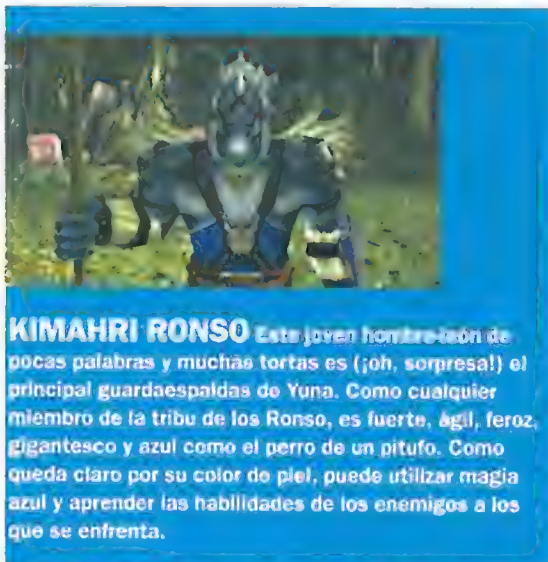 KIMAHRI RONSO Este joven hombre-león de
pocas palabras y muchas tortas es (¡oh, sorpresa!) el
principal guardaespaldas de Yuna. Como cualquier
miembro de la tribu de los Ronso, es fuerte, ágil, feroz,
gigantesco y azul como el perro de un pitufo. Como
queda claro por su color de piel, puede utilizar magia
azul y aprender las habilidades de los enemigos a los
que se enfrenta.